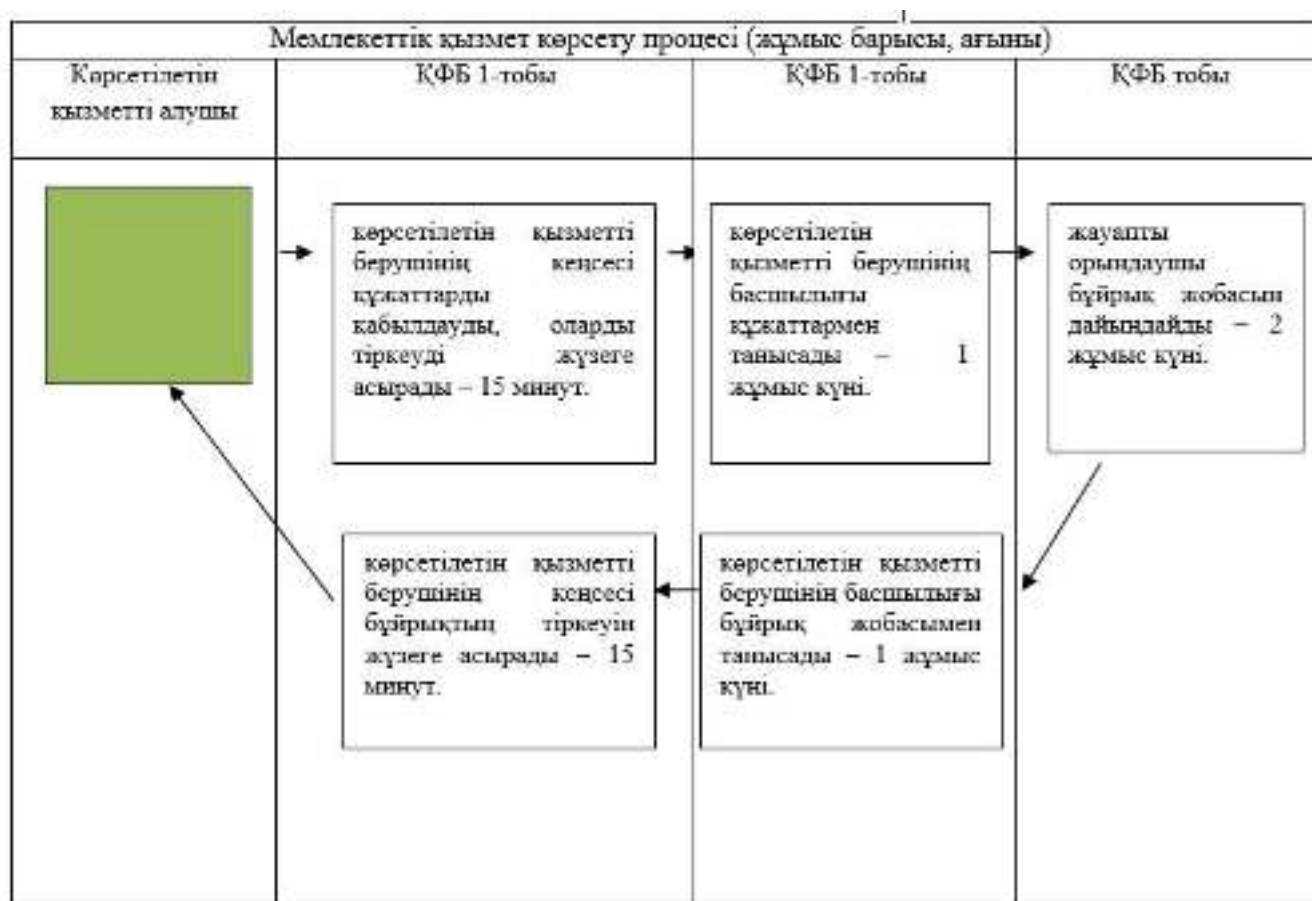 Мемлекеттік қызмет көрсету процесі (жұмыс барысы, ағыны)
Көрсетілетін
қызметті алушы
ҚФБ 1-тобы
ҚФБ 1-тобы
ҚФБ тобы
көрсетілетін қызметті
берушінің кеңсесі
құжаттарды
қабылдауды, оларды
тіркеуді жүзеге
асырады – 15 минут.
көрсетілетін
қызметті берушінің
басшылығы
құжаттармен
танысады – 1
жұмыс күні.
жауапты
орындаушы
бұйрық жобасын
дайындайды – 2
жұмыс күні.
көрсетілетін қызметті
берушінің кеңсесі
бұйрықтың тіркеуін
жүзеге асырады – 15
минут.
көрсетілетін қызметті
берушінің басшылығы
бұйрық жобасымен
танысады – 1 жұмыс
күні.